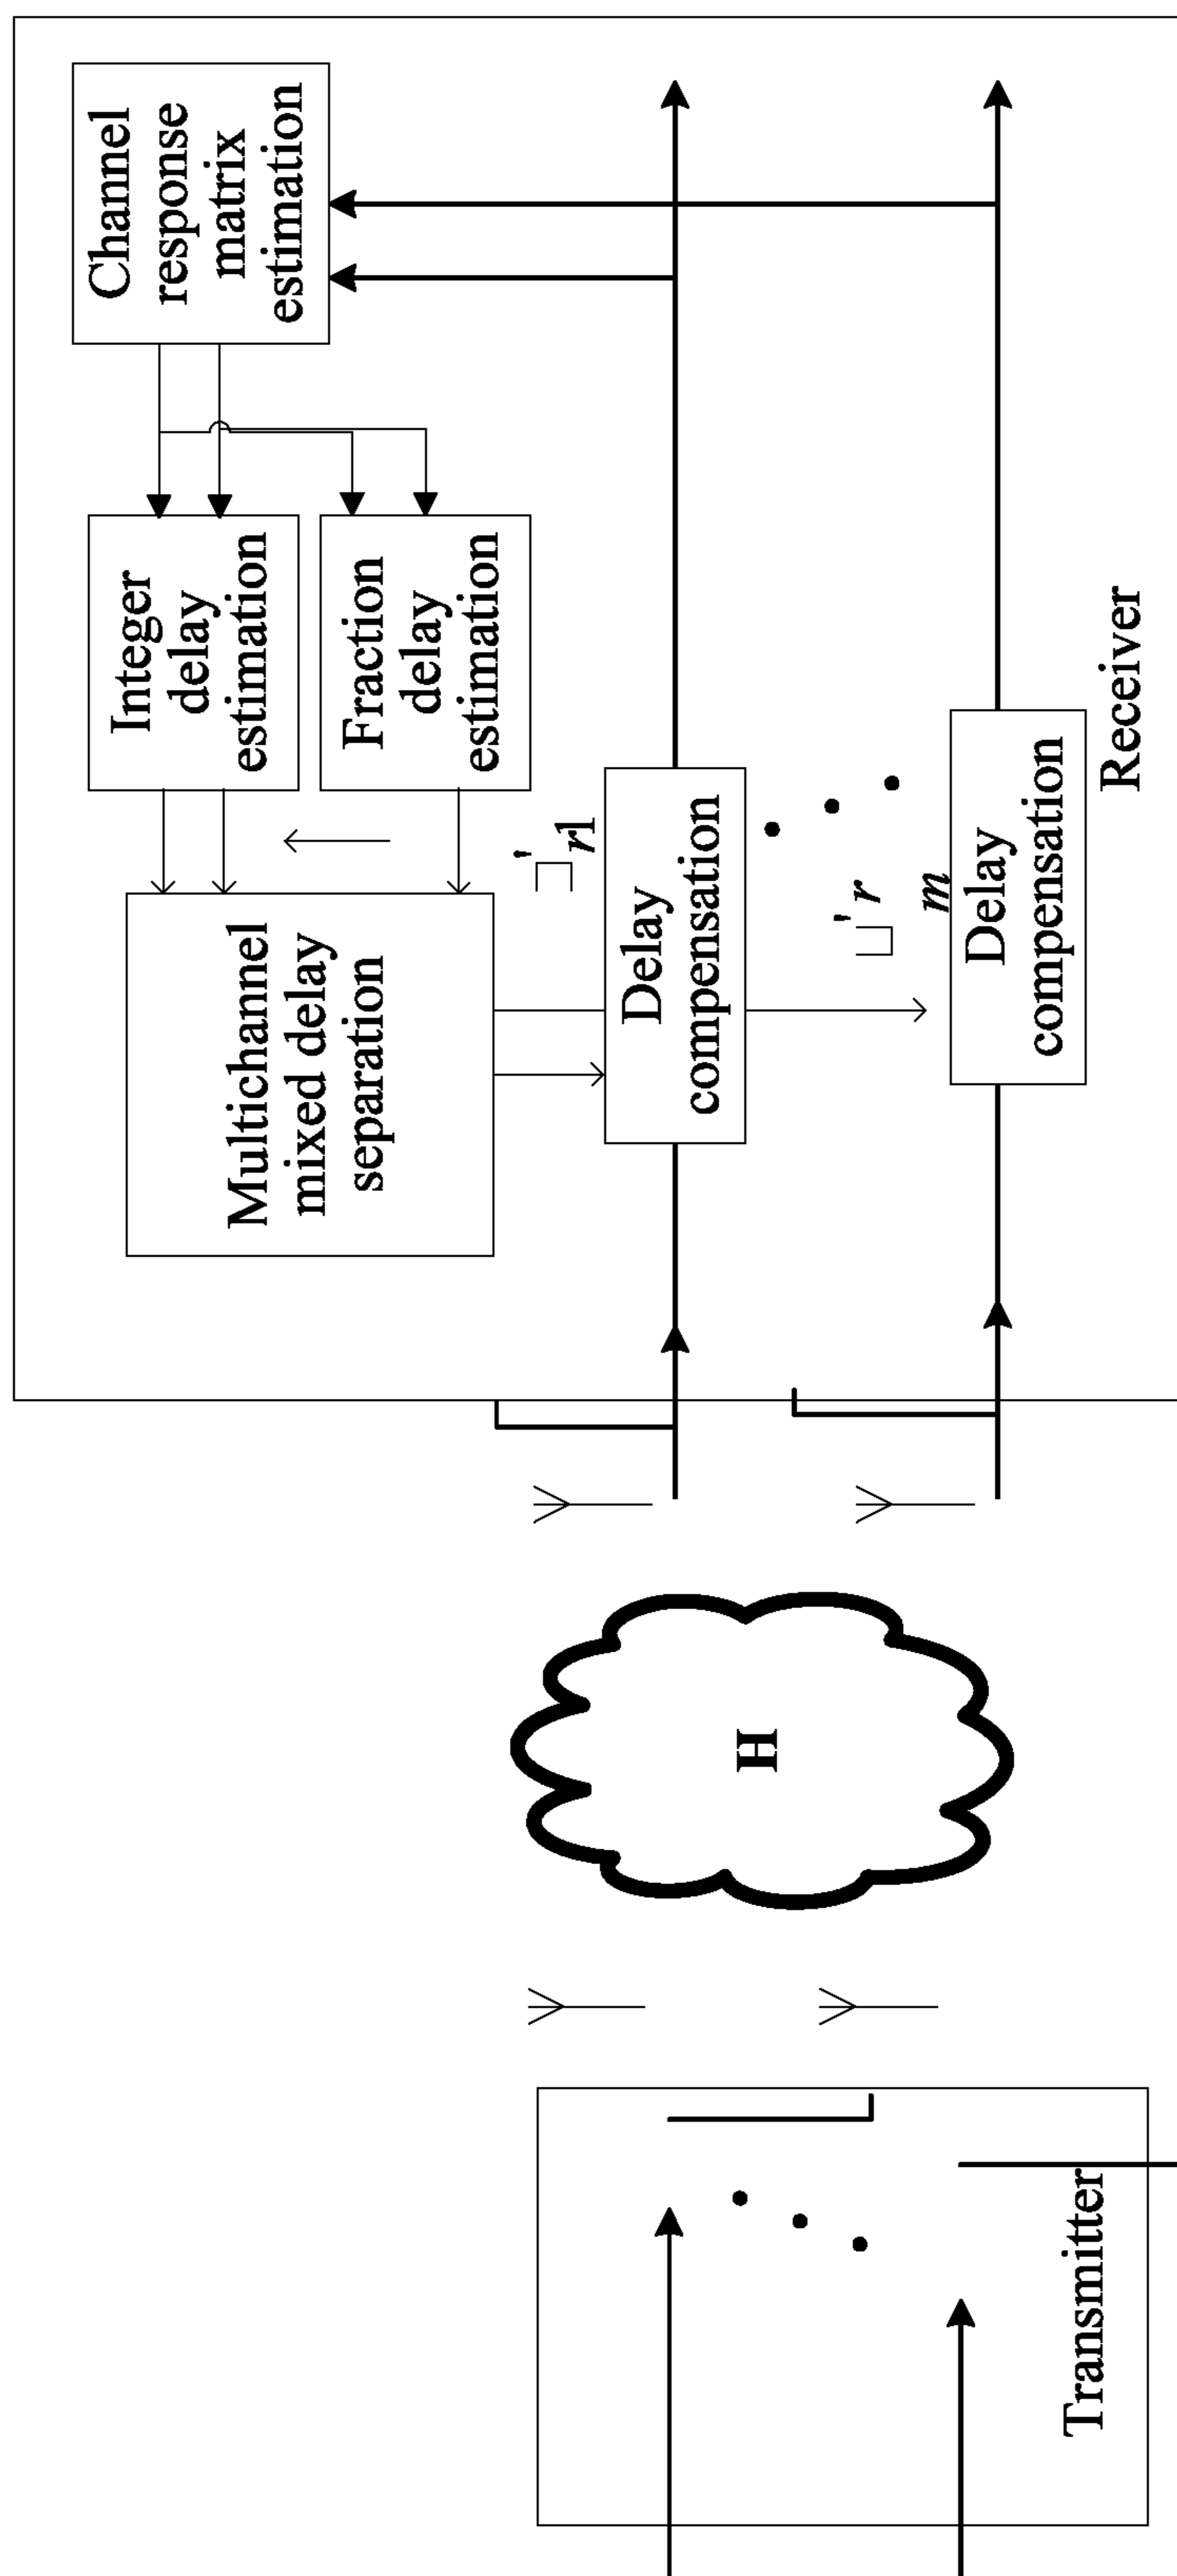 Channel
response
matrix
estimation
Integer
delay
estimation
Fraction
delay
estimation
Multichannel
mixed delay
separation
□'r1
Delay
compensation
□'r
m
Delay
compensation
Receiver
H
Transmitter